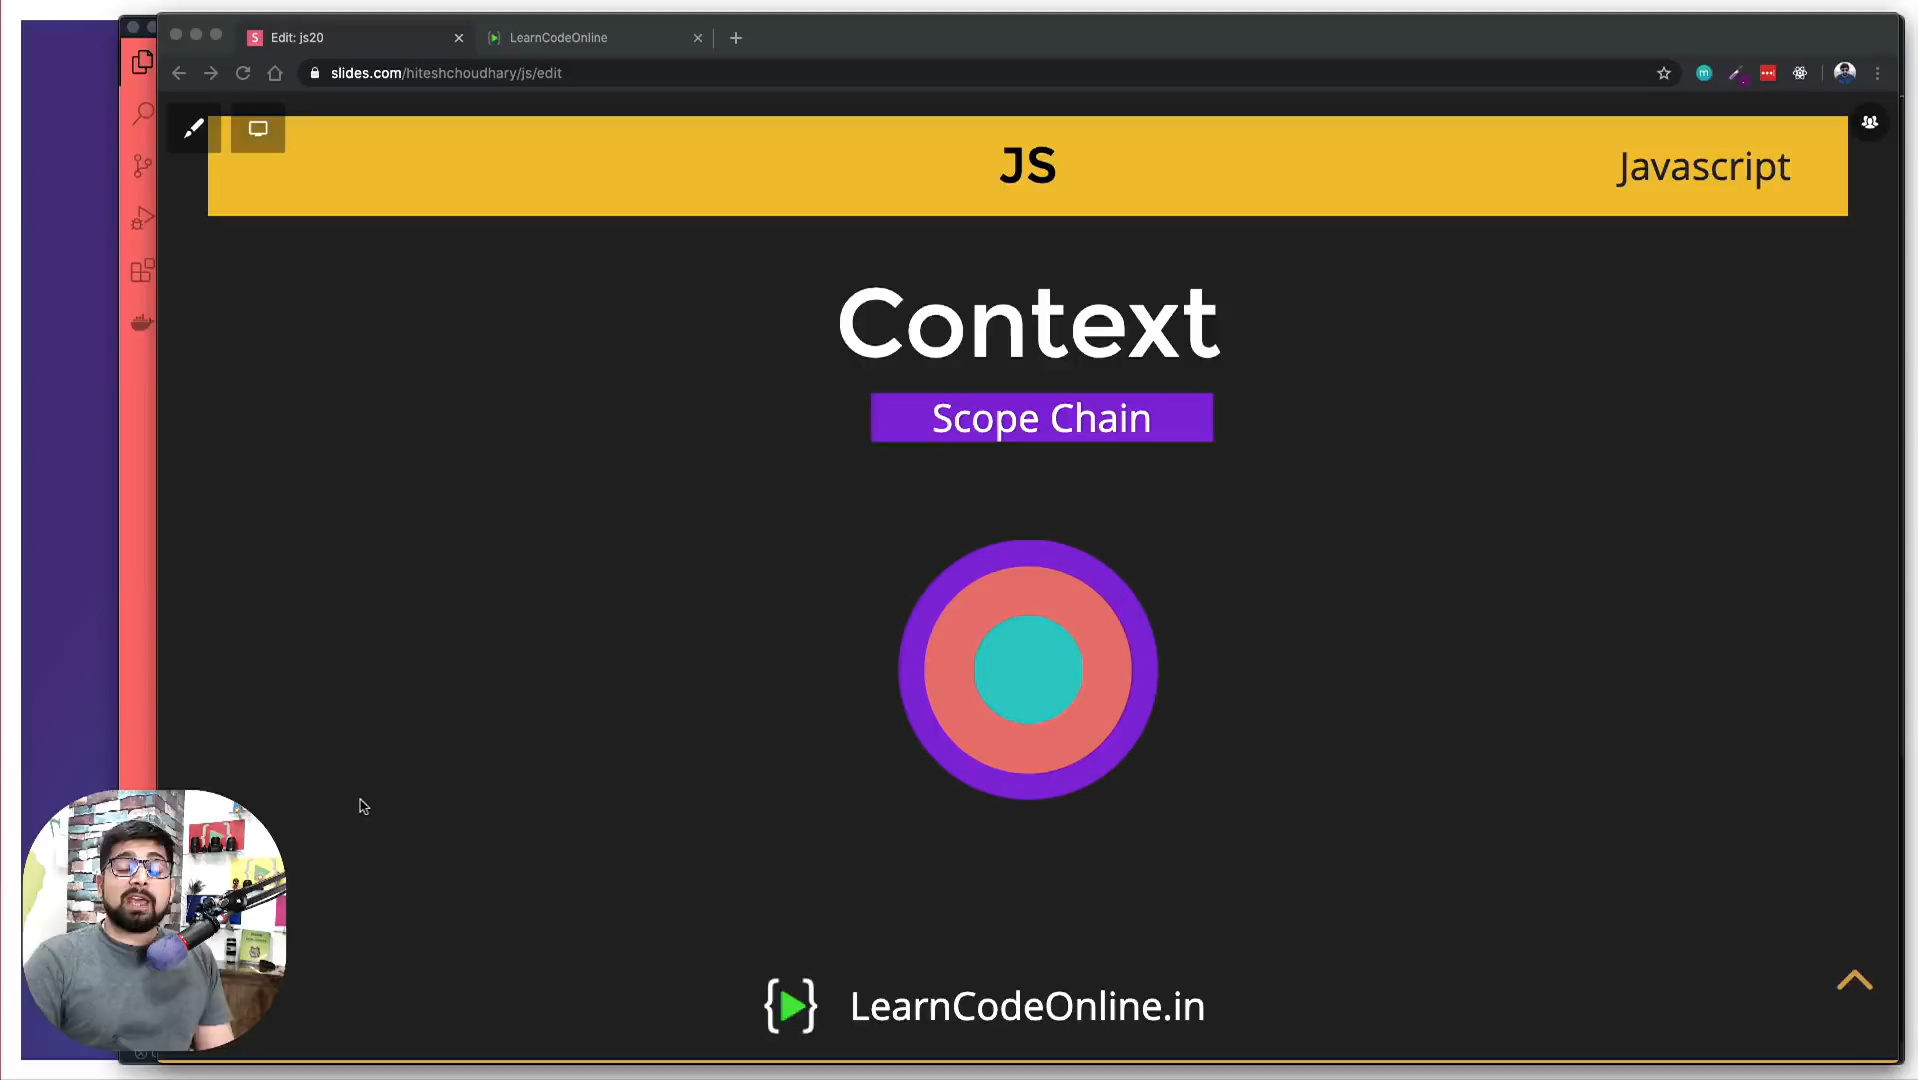 Edit: js20
LearnCodeOnline
slides.com/hiteshchoudhary/js/edit
JS
Javascript
Context
Scope Chain
LearnCodeOnline.in